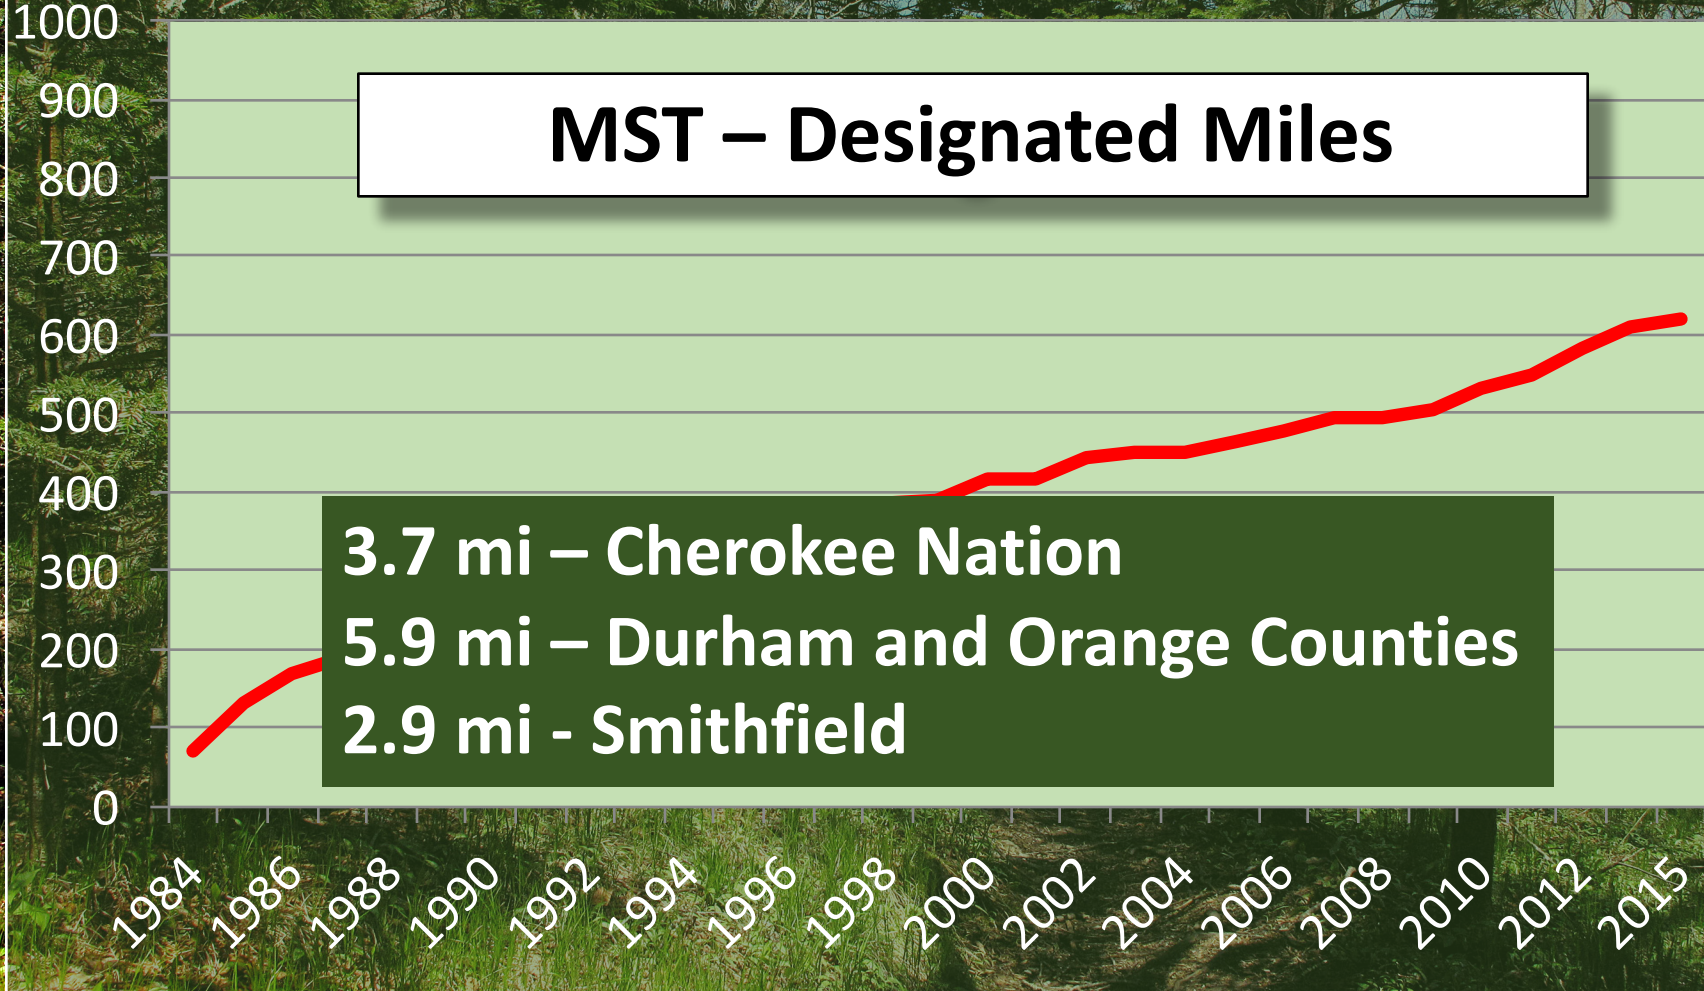 MST – Designated Miles
1000
900
800
700
600
500
400
300
200
100
0
3.7 mi – Cherokee Nation
5.9 mi – Durham and Orange Counties
2.9 mi - Smithfield
1984 1986 1988 1990 1992 1994 1996 1998 2000 2002 2004 2006 2008 2010 2012 2015